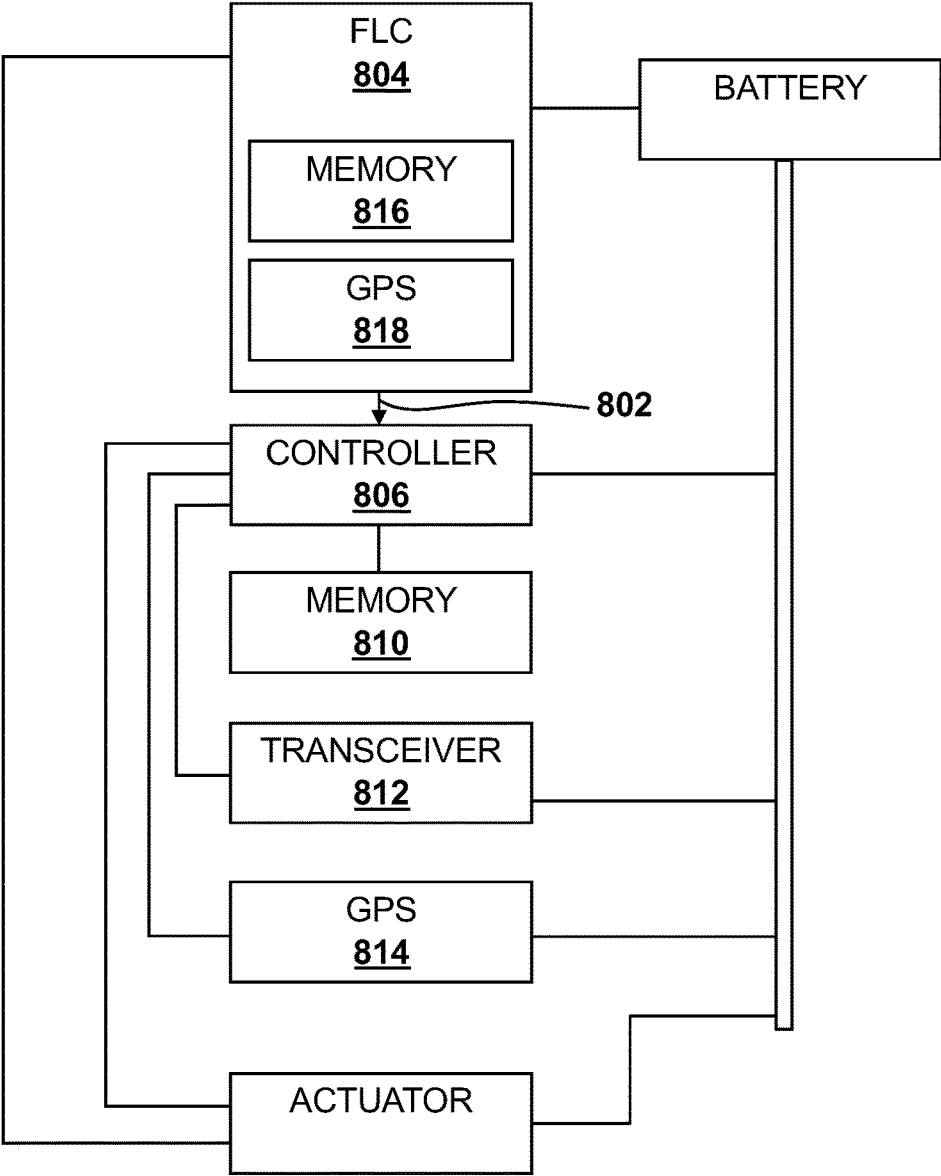 FLC
804
BATTERY
MEMORY
816
GPS
818
802
CONTROLLER
806
MEMORY
810
TRANSCEIVER
812
GPS
814
ACTUATOR